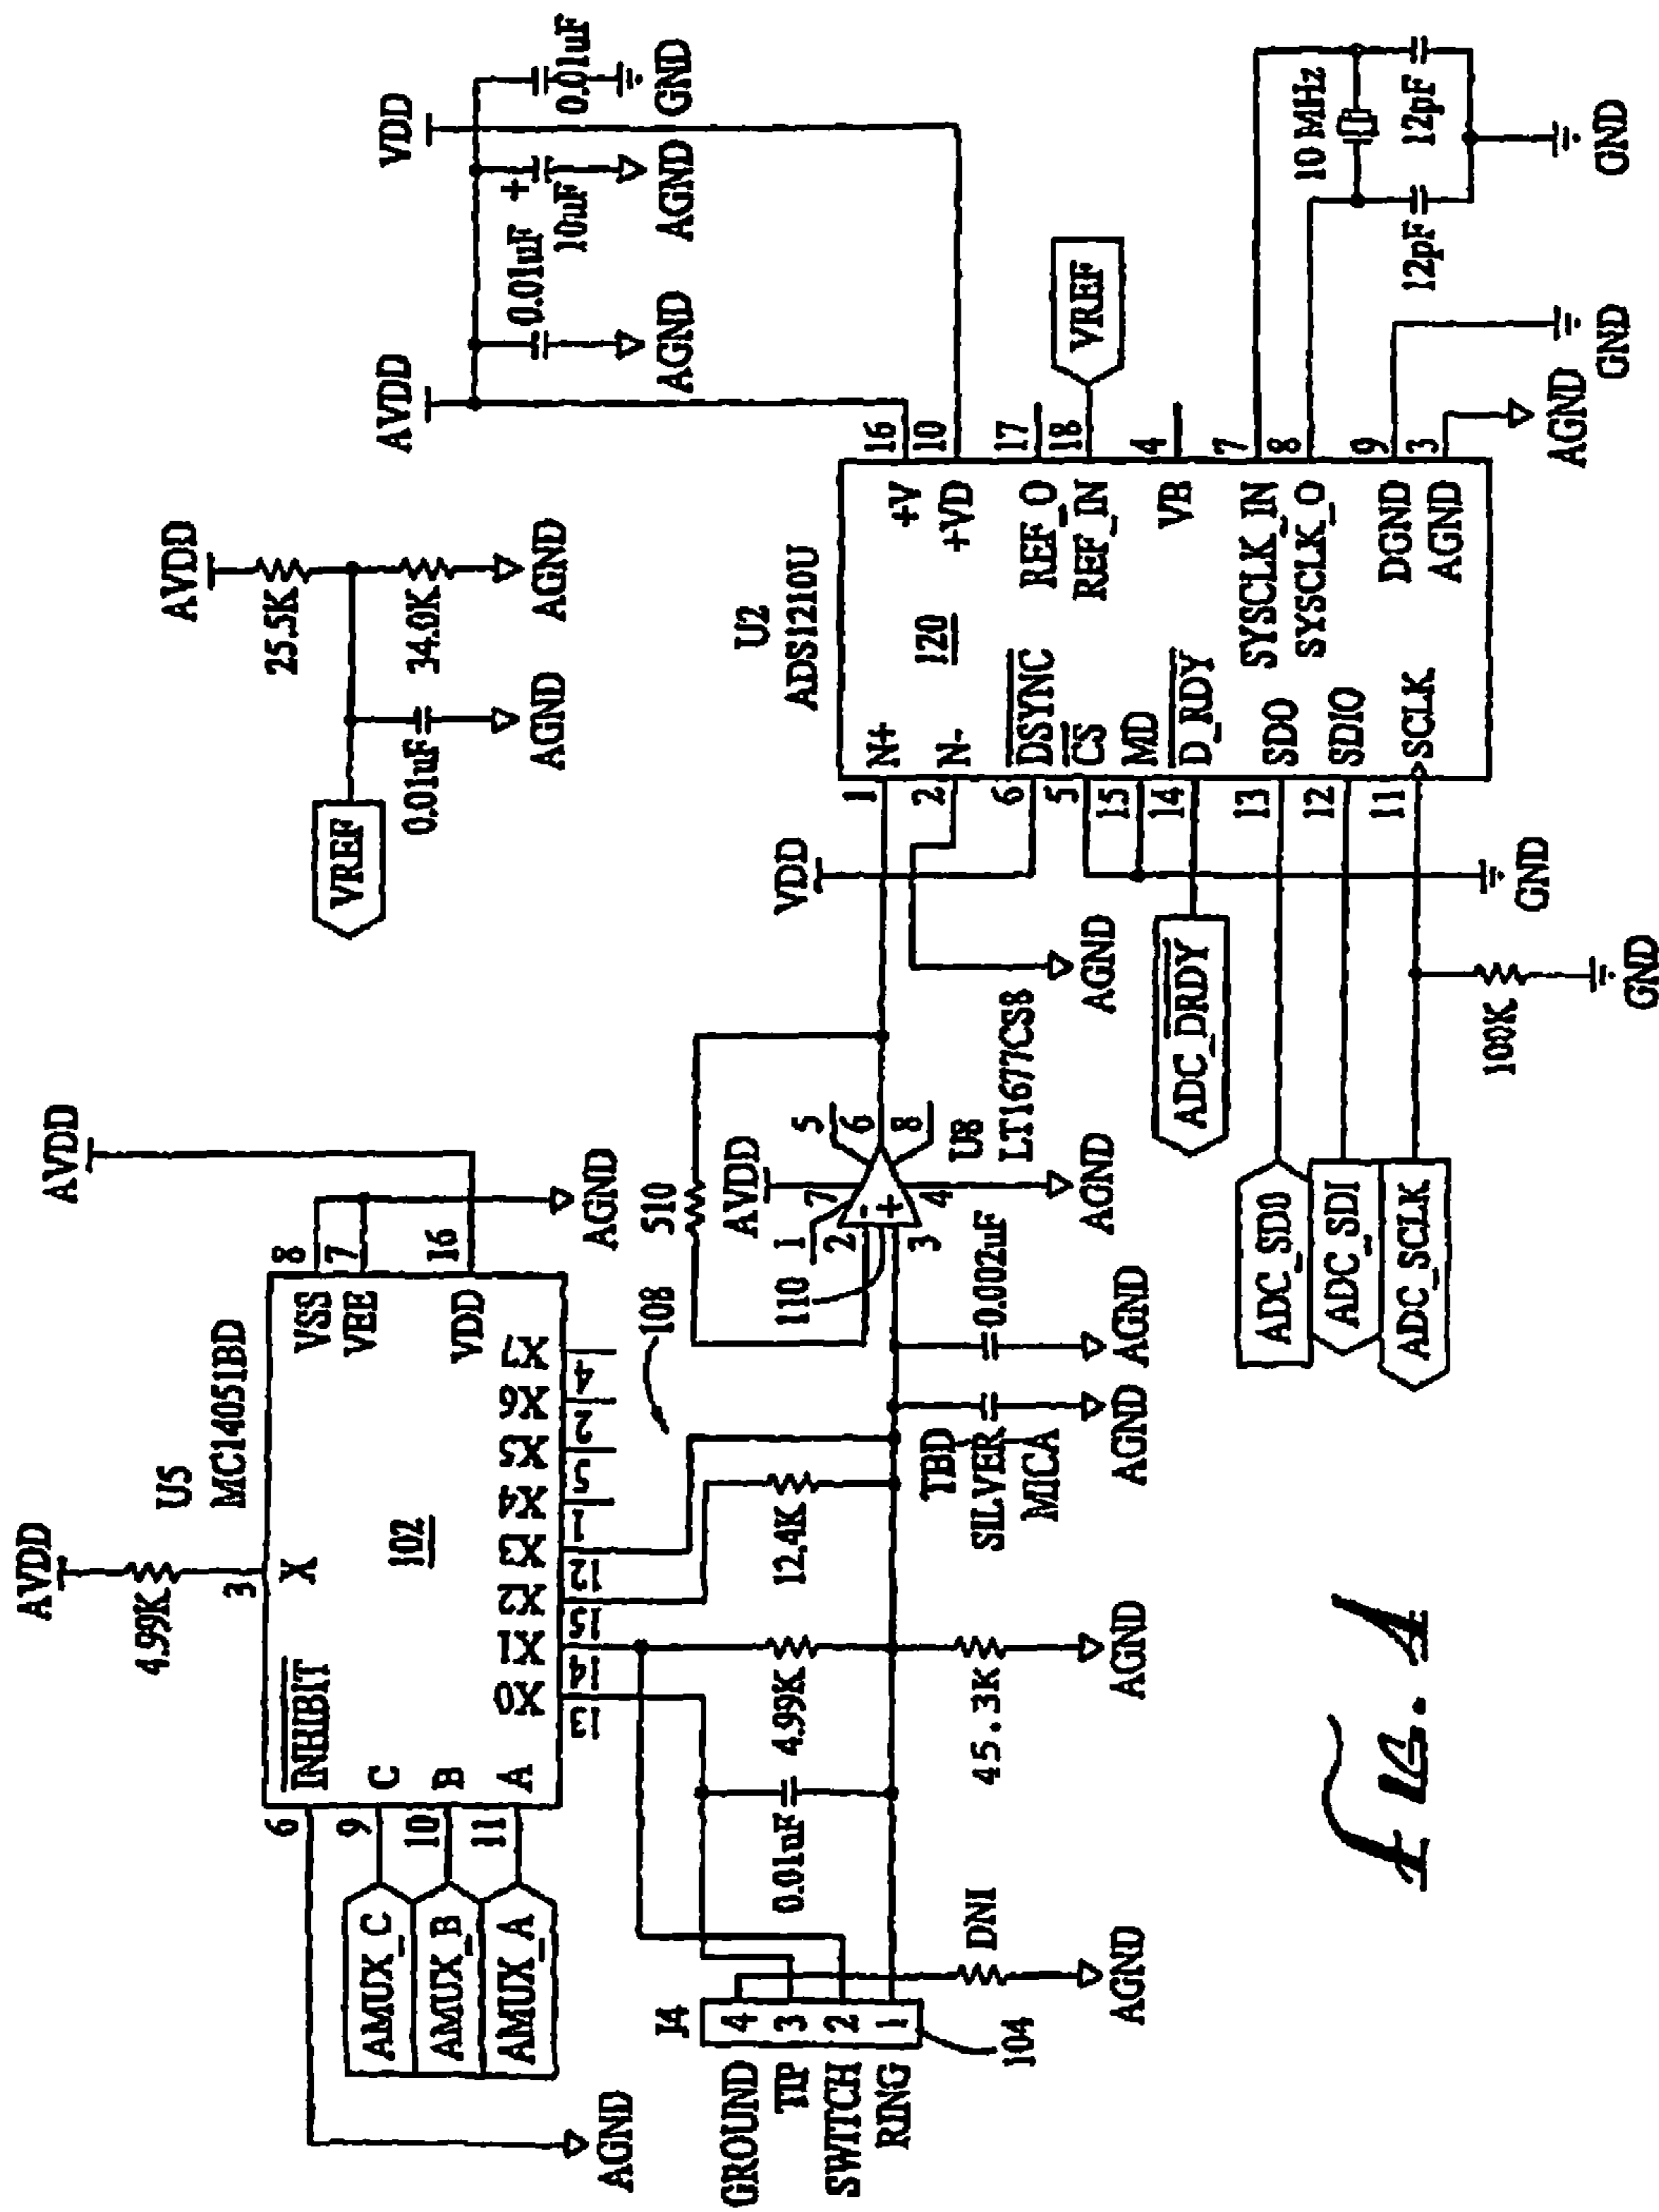 AVDD
4.99K
3
U5
MC14051BD
X
INHIBIT
C
B
A
102
VSS
VEE
VDD
8
7
16
AVDD
AGND
6
9
10
11
AMUX_C
AMUX_B
AMUX_A
AGND
X0
X1
X2
X3
X4
X5
X6
X7
13
14
15
12
1
5
2
4
108
J4
GROUND
TIP
SWITCH
RING
4
3
2
1
104
DNI
AGND
0.01uF
4.99K
45.3K
AGND
12.4K
TBD
SILVER
MICA
AGND
0.002uF
AGND
510
110
AVDD
1
2
3
7
4
5
6
8
-
+
U8
LT1677CS8
AGND
AVDD
25.5K
34.0K
AGND
0.01uF
AGND
VREF
AVDD
0.01uF
AGND
+
10uF
AGND
VDD
0.01uF
GND
U2
ADS1210U
120
N+
N-
DSYNC
CS
MD
D_RDY
SDO
SDIO
SCLK
1
2
6
5
15
14
13
12
11
+V
+VD
REF_O
REF_IN
VB
SYSCLK_IN
SYSCLK_O
DGND
AGND
16
10
17
18
4
7
8
9
3
VREF
10 MHz
12pF
12pF
GND
GND
AGND
VDD
AGND
GND
ADC_DRDY
ADC_SDO
ADC_SDI
ADC_SCLK
100K
GND
FIG. 1